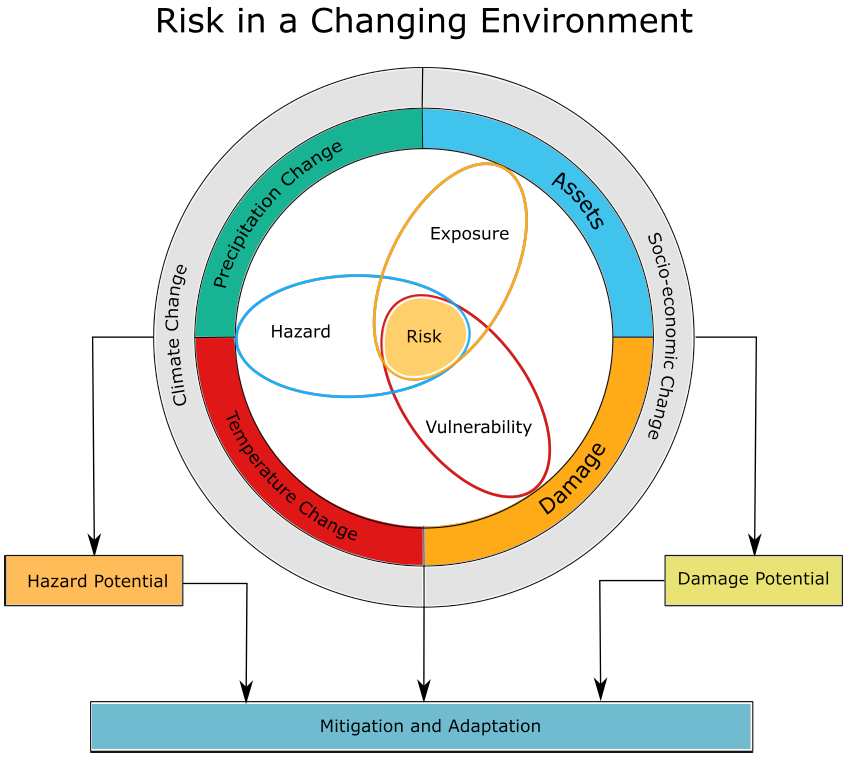 Risk in a Changing Environment
Climate Change
Socio-economic Change
Precipitation Change
Assets
Temperature Change
Damage
Exposure
Hazard
Risk
Vulnerability
Hazard Potential
Damage Potential
Mitigation and Adaptation